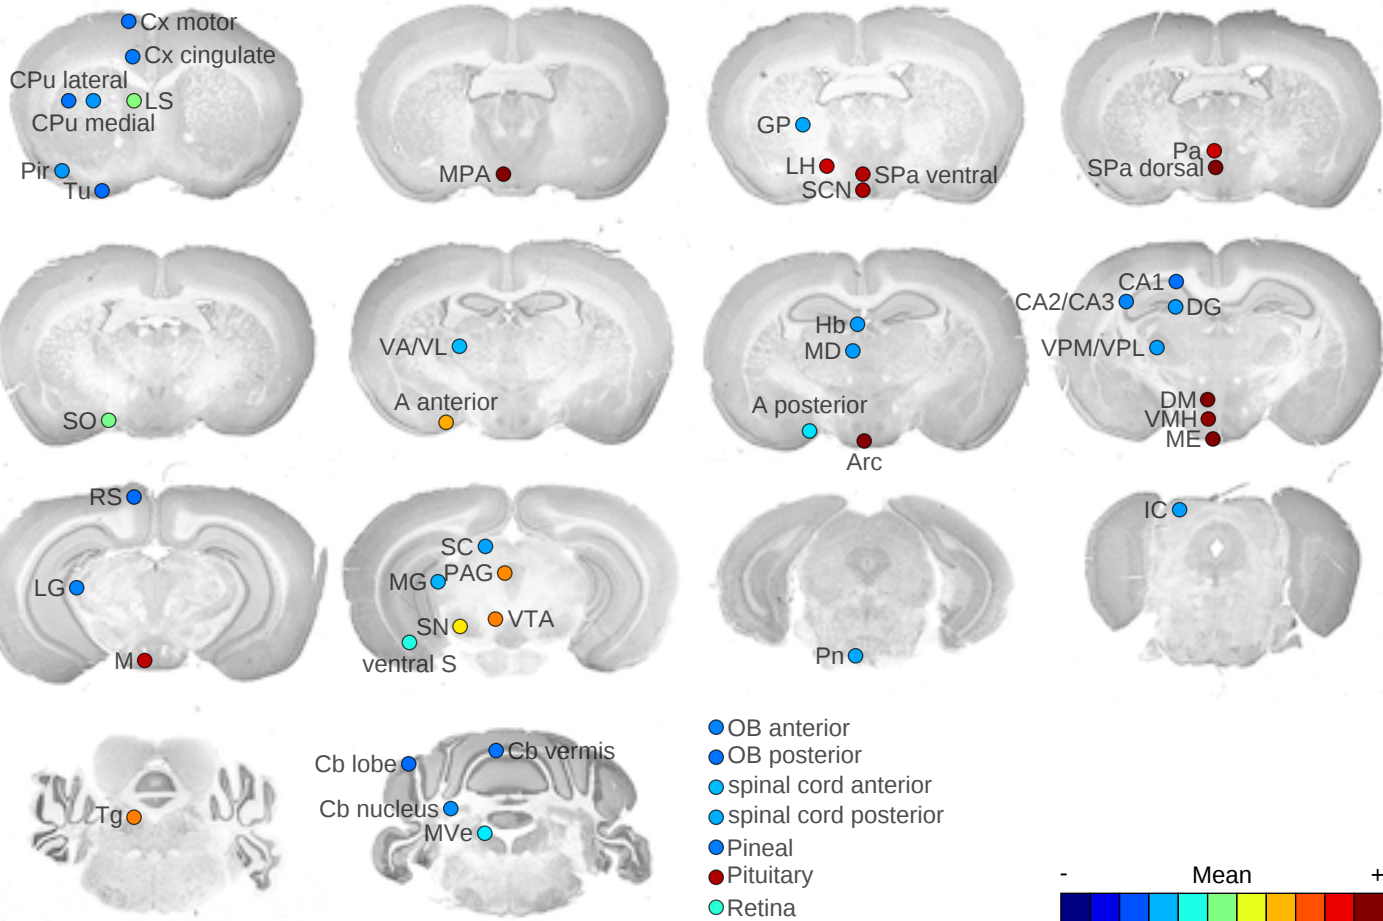 Cx motor
Cx cingulate
CPu lateral
LS
CPu medial
Pir
Tu
MPA
GP
LH
SPa ventral
SCN
Pa
SPa dorsal
SO
VA/VL
A anterior
Hb
MD
A posterior
Arc
CA1
CA2/CA3
DG
VPM/VPL
DM
VMH
ME
RS
LG
M
SC
MG
PAG
SN
VTA
ventral S
Pn
IC
Tg
Cb lobe
Cb vermis
Cb nucleus
MVe
OB anterior
OB posterior
spinal cord anterior
spinal cord posterior
Pineal
Pituitary
Retina
- Mean +